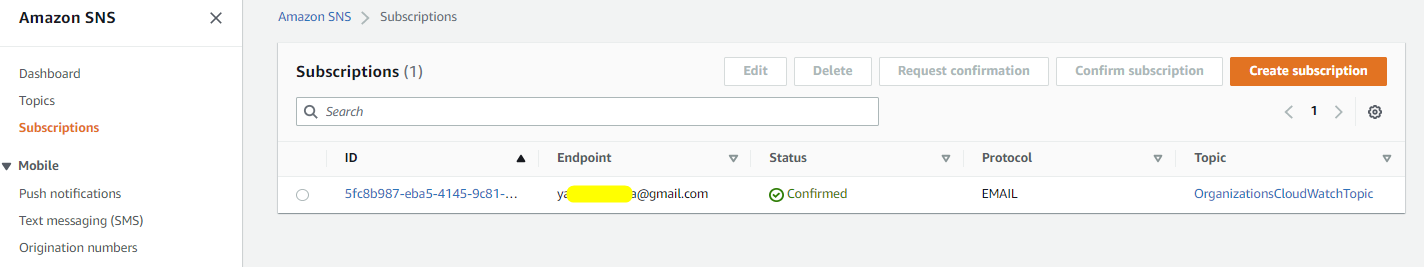 Amazon SNS
Dashboard
Topics
Subscriptions
Mobile
Push notifications
Text messaging (SMS)
Origination numbers
Amazon SNS > Subscriptions
Subscriptions (1)
Edit Delete Request confirmation Confirm subscription Create subscription
Search
1
ID Endpoint Status Protocol Topic
5fc8b987-eba5-4145-9c81-... ya a@gmail.com Confirmed EMAIL OrganizationsCloudWatchTopic